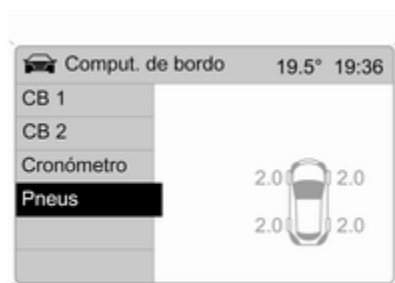 Comput. de bordo 19.5° 19:36
CB 1
CB 2
Cronómetro
2.0 2.0
Pneus
2.0 2.0